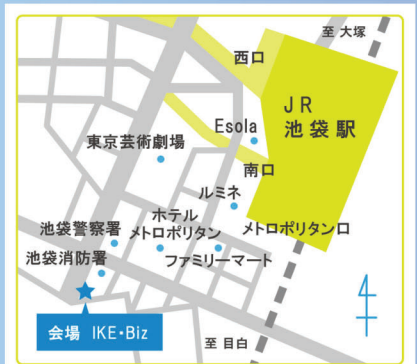 至 大塚
西口
JR
池袋駅
Esola
東京芸術劇場
南口
ルミネ
ホテル
メトロポリタン
メトロポリタン口
池袋警察署
ファミリーマート
池袋消防署
会場 IKE・Biz
至 目白